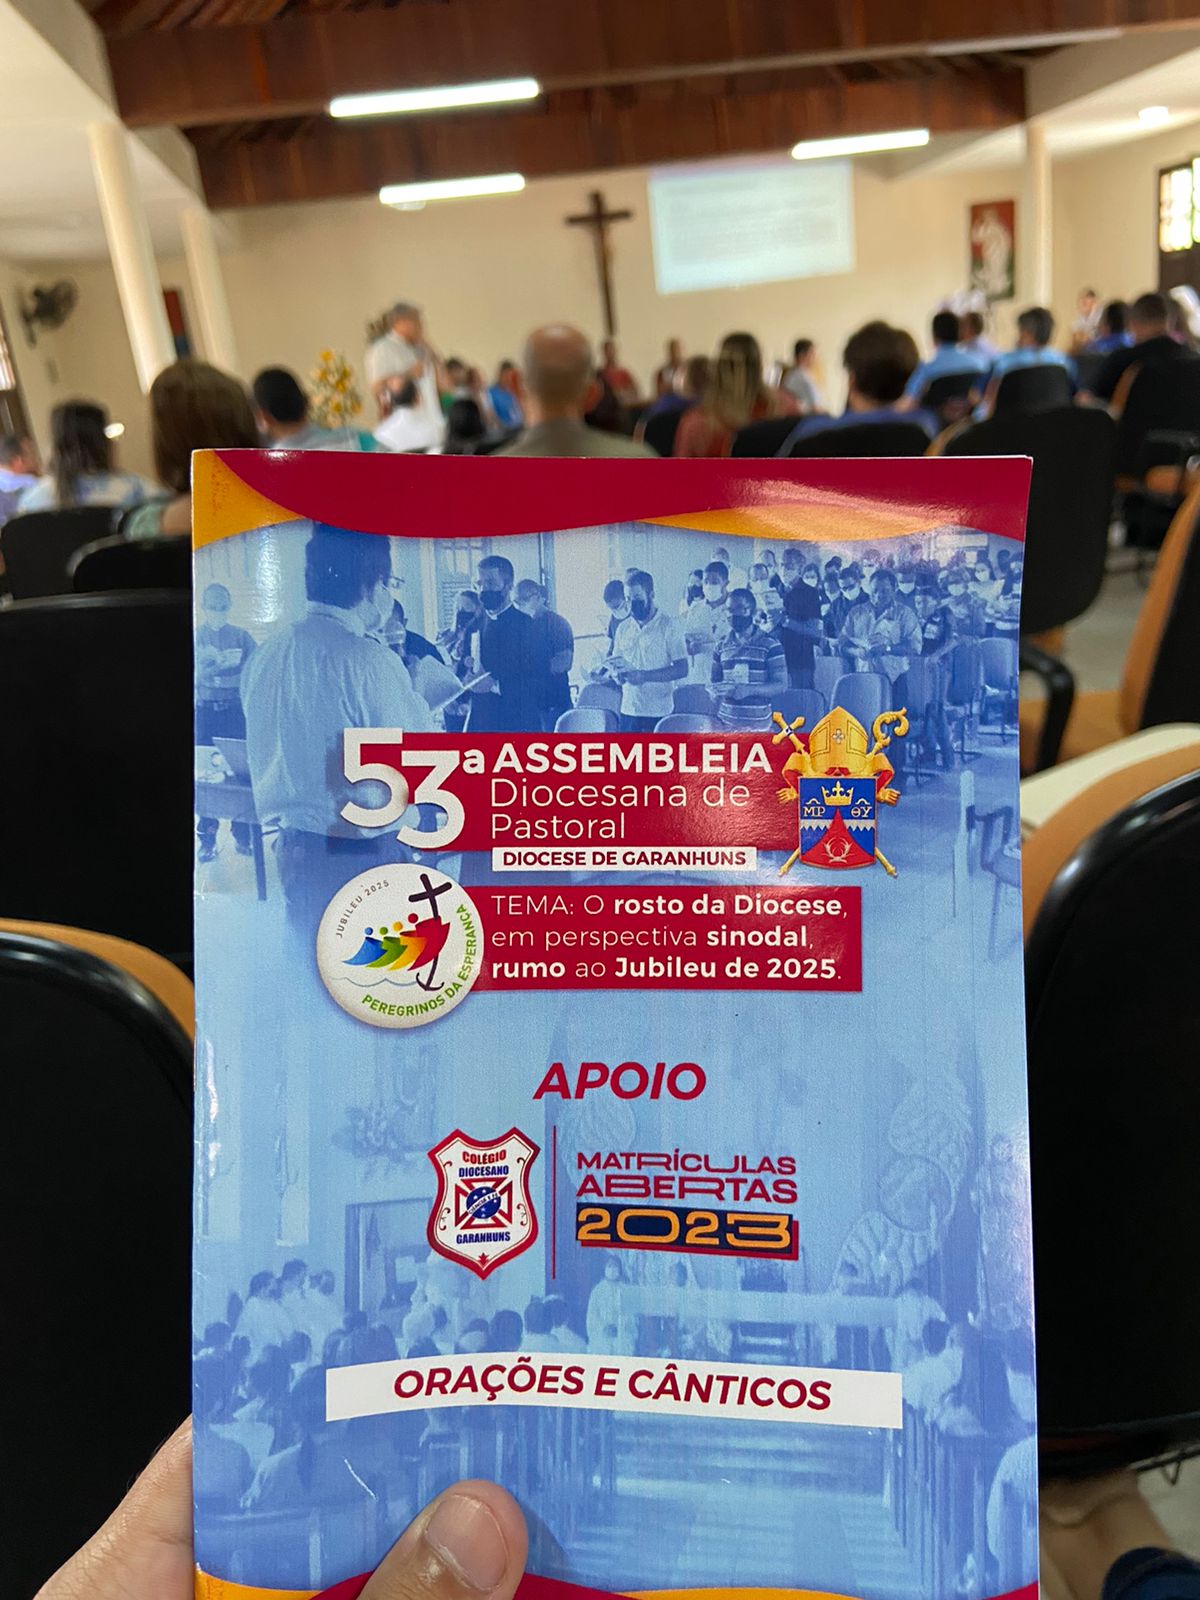 53ª ASSEMBLEIA
Diocesana de
Pastoral
DIOCESE DE GARANHUNS
MP ΘΥ
JUBILEU 2025
PEREGRINOS DA ESPERANÇA
TEMA: O rosto da Diocese,
em perspectiva sinodal,
rumo ao Jubileu de 2025.
APOIO
COLÉGIO
DIOCESANO
GARANHUNS
MATRÍCULAS
ABERTAS
2023
ORAÇÕES E CÂNTICOS